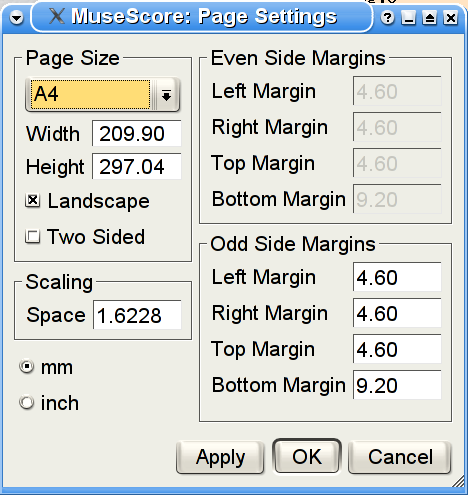 MuseScore: Page Settings
Page Size
A4
Width 209.90
Height 297.04
Landscape
Two Sided
Scaling
Space 1.6228
mm
inch
Even Side Margins
Left Margin 4.60
Right Margin 4.60
Top Margin 4.60
Bottom Margin 9.20
Odd Side Margins
Left Margin 4.60
Right Margin 4.60
Top Margin 4.60
Bottom Margin 9.20
Apply OK Cancel